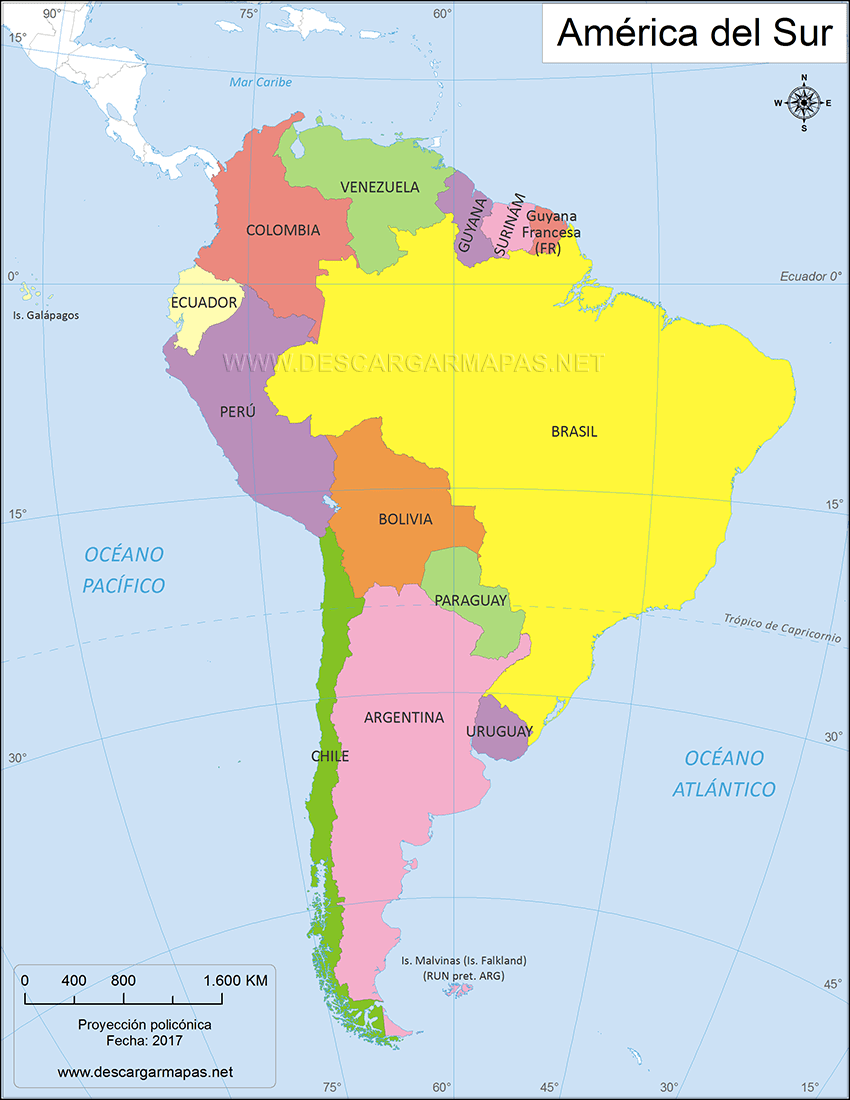 90°
75°
60°
América del Sur
15°
Mar Caribe
N
W
E
S
VENEZUELA
COLOMBIA
GUYANA
SURINÁM
Guyana
Francesa
(FR)
0°
Ecuador 0°
ECUADOR
Is. Galápagos
WWW.DESCARGARMAPAS.NET
PERÚ
BRASIL
15°
15°
BOLIVIA
OCÉANO
PACÍFICO
PARAGUAY
Trópico de Capricornio
ARGENTINA
URUGUAY
30°
30°
CHILE
OCÉANO
ATLÁNTICO
Is. Malvinas (Is. Falkland)
(RUN pret. ARG)
45°
0 400 800 1.600 KM
Proyección policónica
Fecha: 2017
www.descargarmapas.net
75°
60°
45°
30°
15°